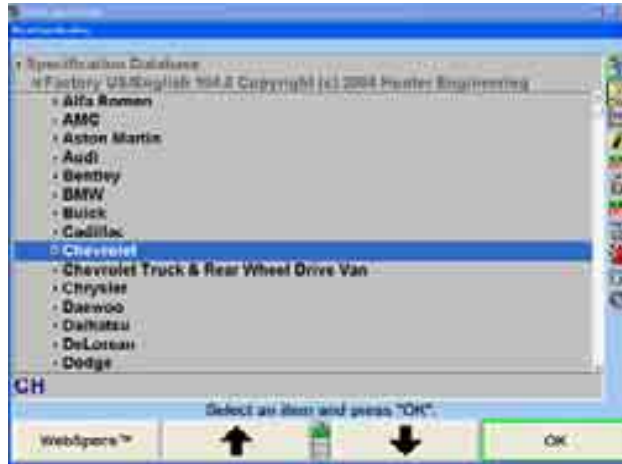 Specification Database
Factory US/English 104.0 Copyright (c) 2004 Hunter Engineering
Alfa Romeo
AMC
Aston Martin
Audi
Bentley
BMW
Buick
Cadillac
Chevrolet
Chevrolet Truck & Rear Wheel Drive Van
Chrysler
Daewoo
Daihatsu
DeLorean
Dodge
CH
Select an item and press "OK".
WebSpecs™
OK